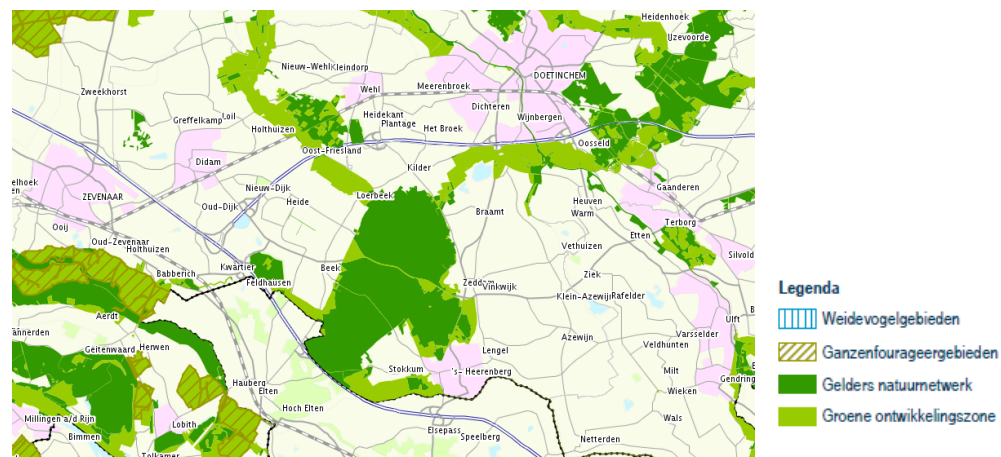 Heidenhoek
IJzevoorde
Nieuw-Wehl
Kleindorp
DOETINCHEM
Zweekhorst
Wehl
Meerenbroek
Dichteren
Greffelkamp
Loil
Heidekant
Plantage
Wijnbergen
Holthuizen
Het Broek
Oost-Friesland
Oosseld
Didam
Kilder
Nieuw-Dijk
Loerbeek
Gaanderen
ZEVENAAR
Heide
Heuven
Oud-Dijk
Braamt
Warm
Terborg
Ooij
Etten
Oud-Zevenaar
Holthuizen
Vethuizen
Silvold
Babberich
Kwartier
Beek
Ziek
Feldhausen
Zeddam
Vinkwijk
Klein-Azewijn
Rafelder
Aerdt
Ulft
Varsselder
Geitenwaard
Herwen
Azewijn
Veldhunten
Lengel
Stokkum
's- Heerenberg
Milt
Gendring
Hauberg
Elten
Wieken
Hoch Elten
Millingen a/d Rijn
Lobith
Wals
Bimmen
Elsepass
Speelberg
Netterden
Tolkamer
Legenda
Weidevogelgebieden
Ganzenfourageergebieden
Gelders natuurnetwerk
Groene ontwikkelingszone